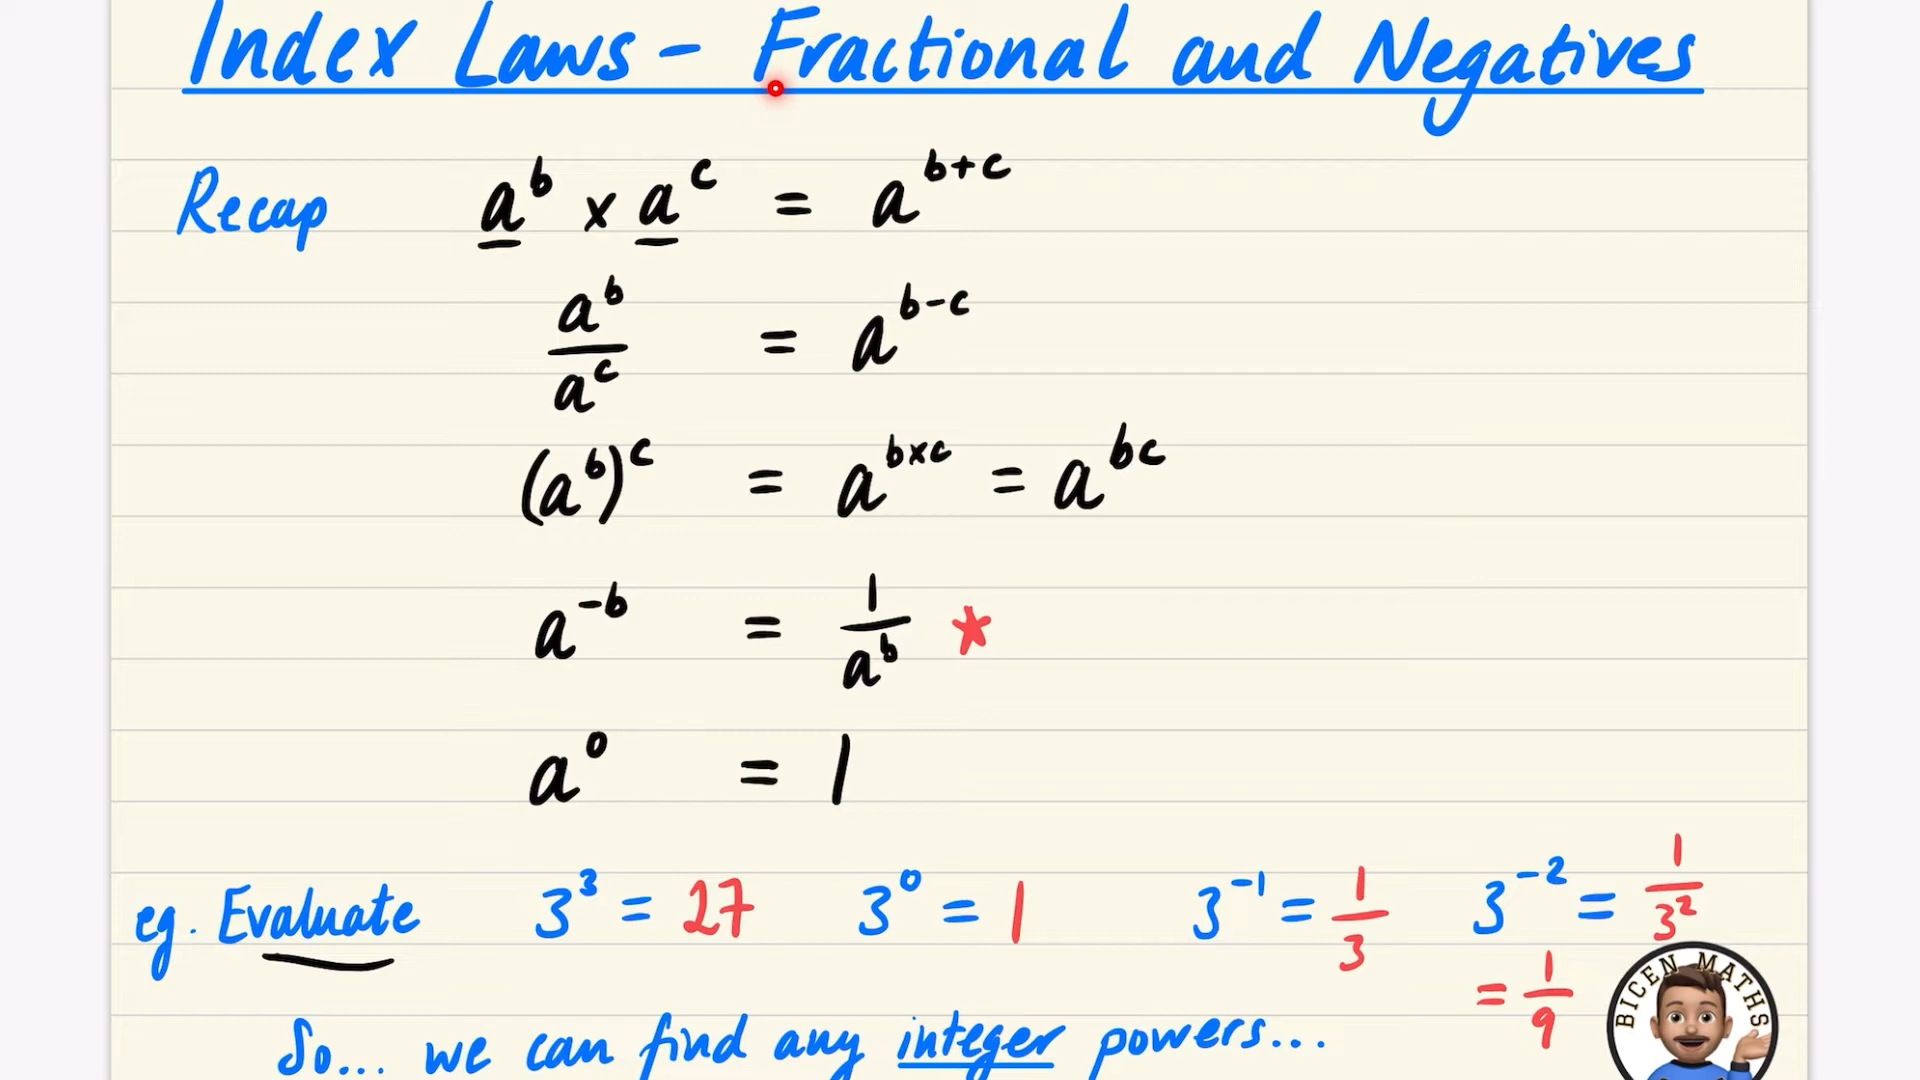 Index Laws - Fractional and Negatives
Recap a^b × a^c = a^(b+c)
a^b / a^c = a^(b-c)
(a^b)^c = a^(b×c) = a^(bc)
a^(-b) = 1/a^b *
a^0 = 1
eg. Evaluate 3^3 = 27 3^0 = 1 3^(-1) = 1/3 3^(-2) = 1/3^2
= 1/9
So... we can find any integer powers...
BICEN MATHS